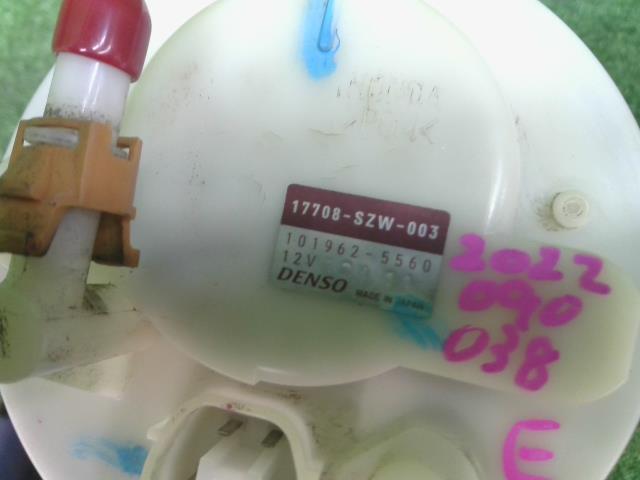 17708-SZW-003
101962-5560
12V
DENSO MADE IN JAPAN
2022
090
038
E